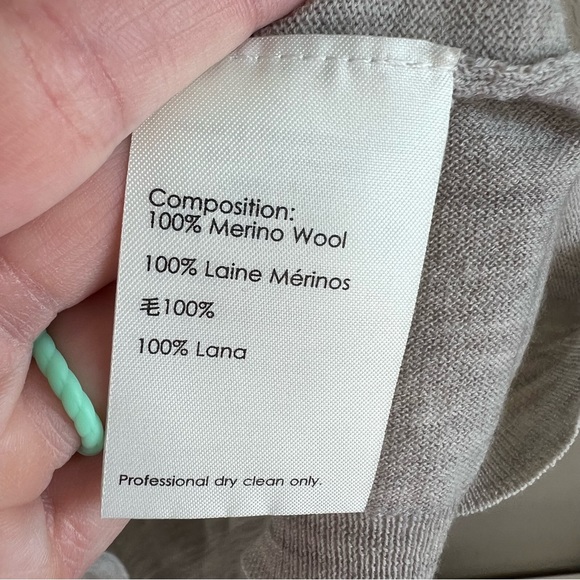 Composition:
100% Merino Wool
100% Laine Mérinos
毛100%
100% Lana
Professional dry clean only.